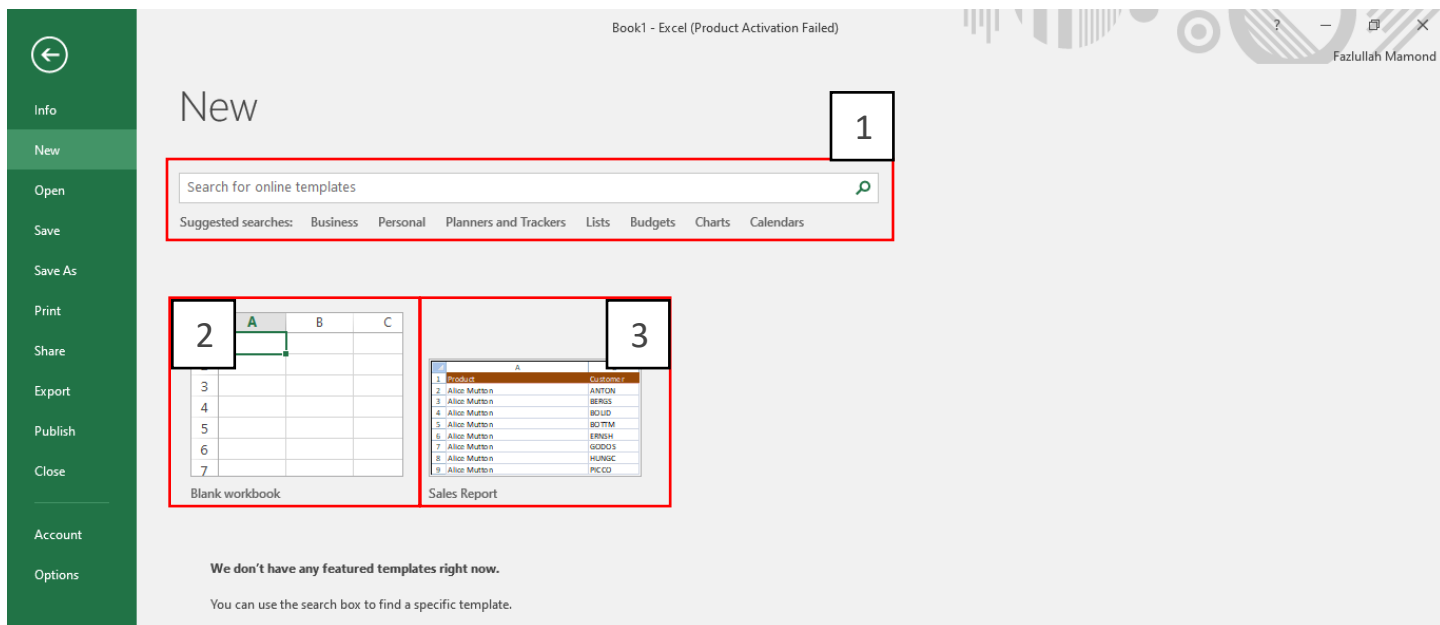 Book1 - Excel (Product Activation Failed)
?
Fazlullah Mamond
Info
New
Open
Save
Save As
Print
Share
Export
Publish
Close
Account
Options
New
1
Search for online templates
Suggested searches: Business Personal Planners and Trackers Lists Budgets Charts Calendars
2
A B C
3
4
5
6
7
Blank workbook
3
A
1 Product Customer
2 Alice Mutton ANTON
3 Alice Mutton BERGS
4 Alice Mutton BOLID
5 Alice Mutton BOTTM
6 Alice Mutton ERNSH
7 Alice Mutton GODOS
8 Alice Mutton HUNGC
9 Alice Mutton PICCO
Sales Report
We don't have any featured templates right now.
You can use the search box to find a specific template.